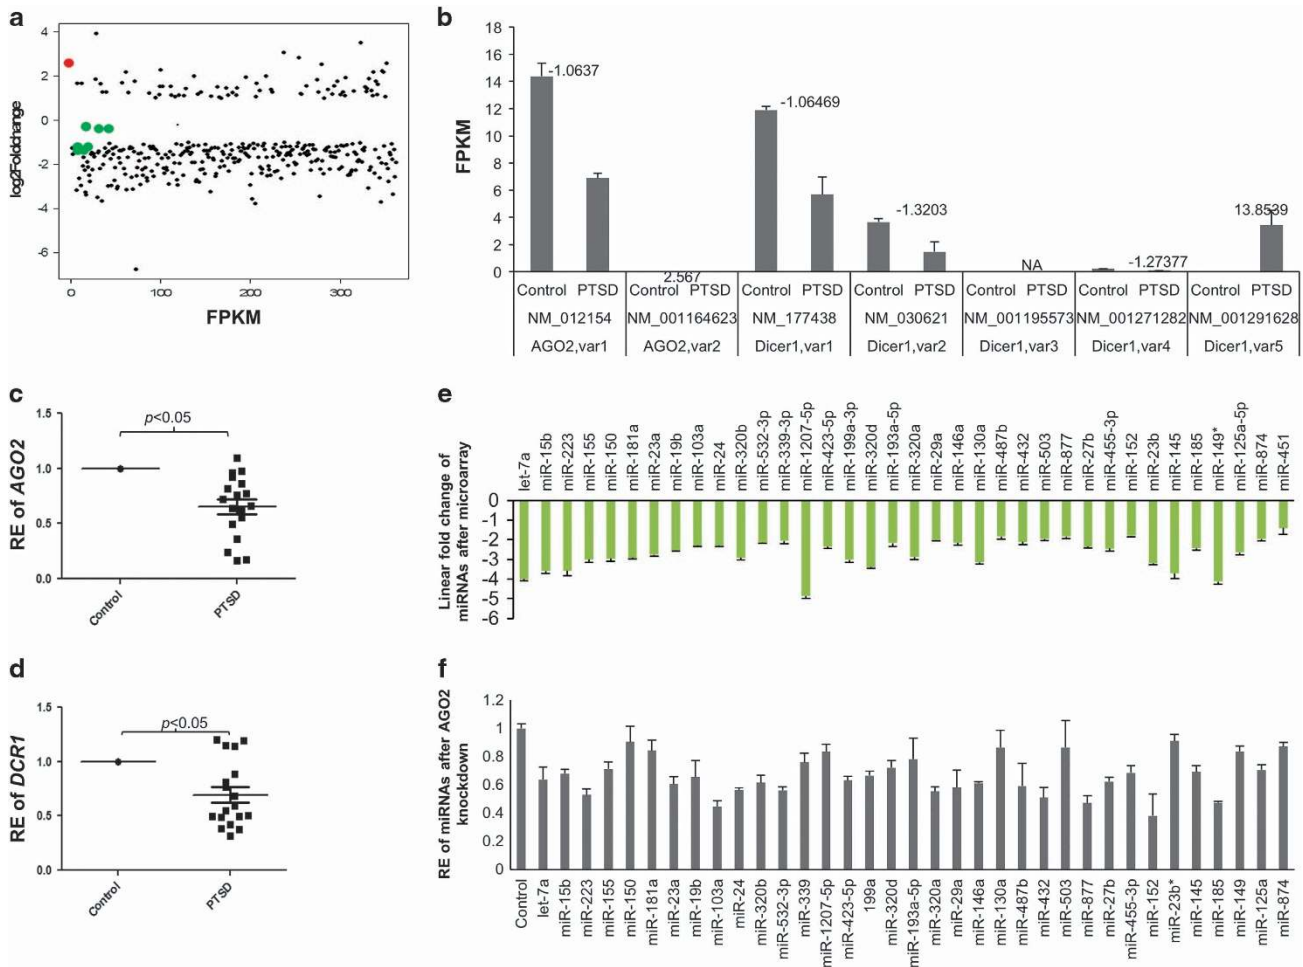 a
4
2
0
-2
-4
-6
log2Foldchange
0 100 200 300
FPKM
b
18
16
14
12
10
8
6
4
2
0
FPKM
-1.0637
2.567
-1.06469
-1.3203
NA
-1.27377
13.8539
Control PTSD Control PTSD Control PTSD Control PTSD Control PTSD Control PTSD Control PTSD
NM_012154 NM_001164623 NM_177438 NM_030621 NM_001195573 NM_001271282 NM_001291628
AGO2,var1 AGO2,var2 Dicer1,var1 Dicer1,var2 Dicer1,var3 Dicer1,var4 Dicer1,var5
c
RE of AGO2
1.5
1.0
0.5
0.0
p<0.05
Control
PTSD
d
RE of DCR1
1.5
1.0
0.5
0.0
p<0.05
Control
PTSD
e
Linear fold change of
miRNAs after microarray
let-7a
miR-15b
miR-223
miR-155
miR-150
miR-181a
miR-23a
miR-19b
miR-103a
miR-24
miR-320b
miR-532-3p
miR-339-3p
miR-1207-5p
miR-423-5p
miR-199a-3p
miR-320d
miR-193a-5p
miR-320a
miR-29a
miR-146a
miR-130a
miR-487b
miR-432
miR-503
miR-877
miR-27b
miR-455-3p
miR-152
miR-23b
miR-145
miR-185
miR-149*
miR-125a-5p
miR-874
miR-451
0
-1
-2
-3
-4
-5
-6
f
RE of miRNAs after AGO2
knockdown
1.2
1
0.8
0.6
0.4
0.2
0
Control
let-7a
miR-15b
miR-223
miR-155
miR-150
miR-181a
miR-23a
miR-19b
miR-103a
miR-24
miR-320b
miR-532-3p
miR-339
miR-1207-5p
miR-423-5p
199a
miR-320d
miR-193a-5p
miR-320a
miR-29a
miR-146a
miR-130a
miR-487b
miR-432
miR-503
miR-877
miR-27b
miR-455-3p
miR-152
miR-23b*
miR-145
miR-185
miR-149
miR-125a
miR-874